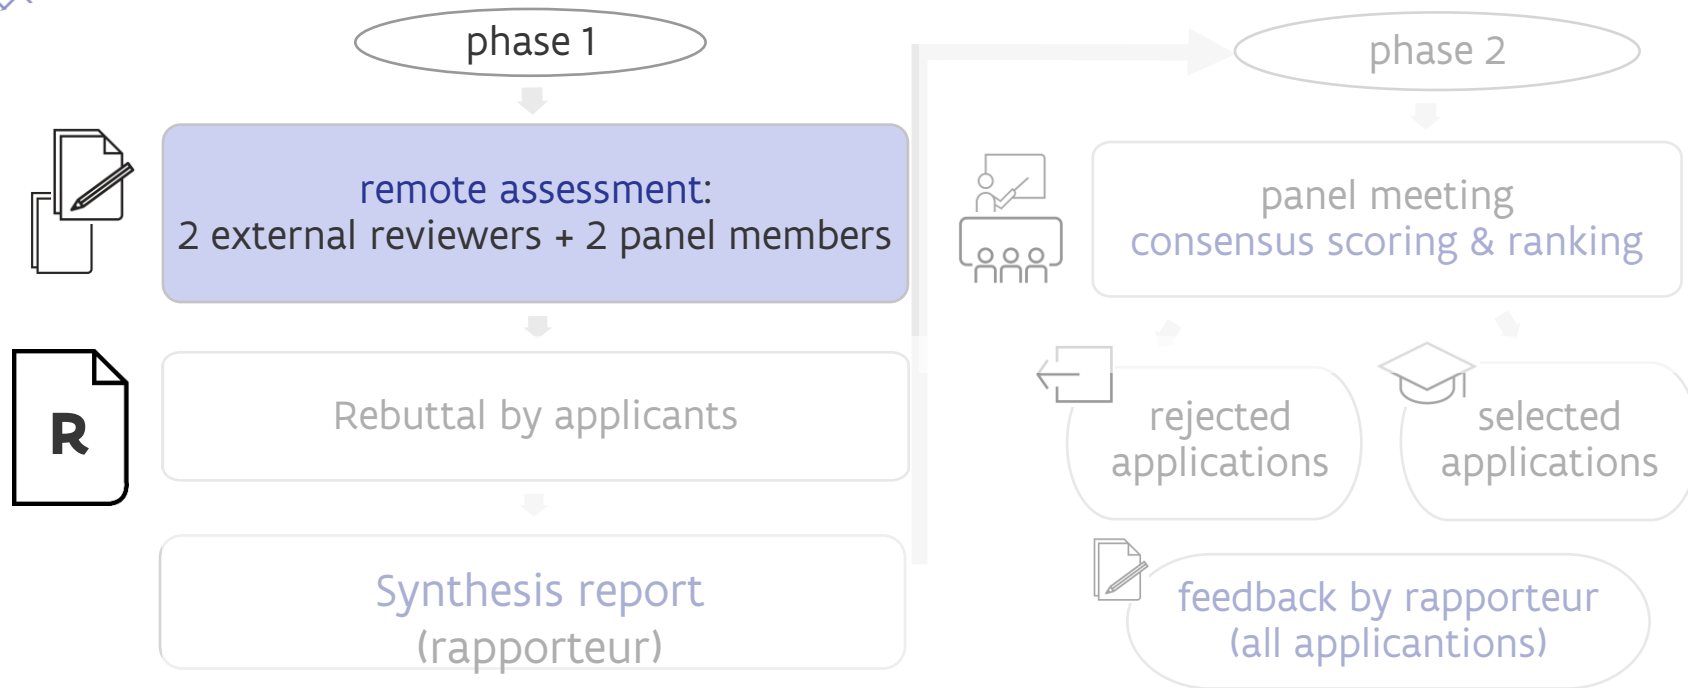 phase 1
remote assessment:
2 external reviewers + 2 panel members
R
Rebuttal by applicants
Synthesis report
(rapporteur)
phase 2
panel meeting
consensus scoring & ranking
rejected
applications
selected
applications
feedback by rapporteur
(all applicantions)